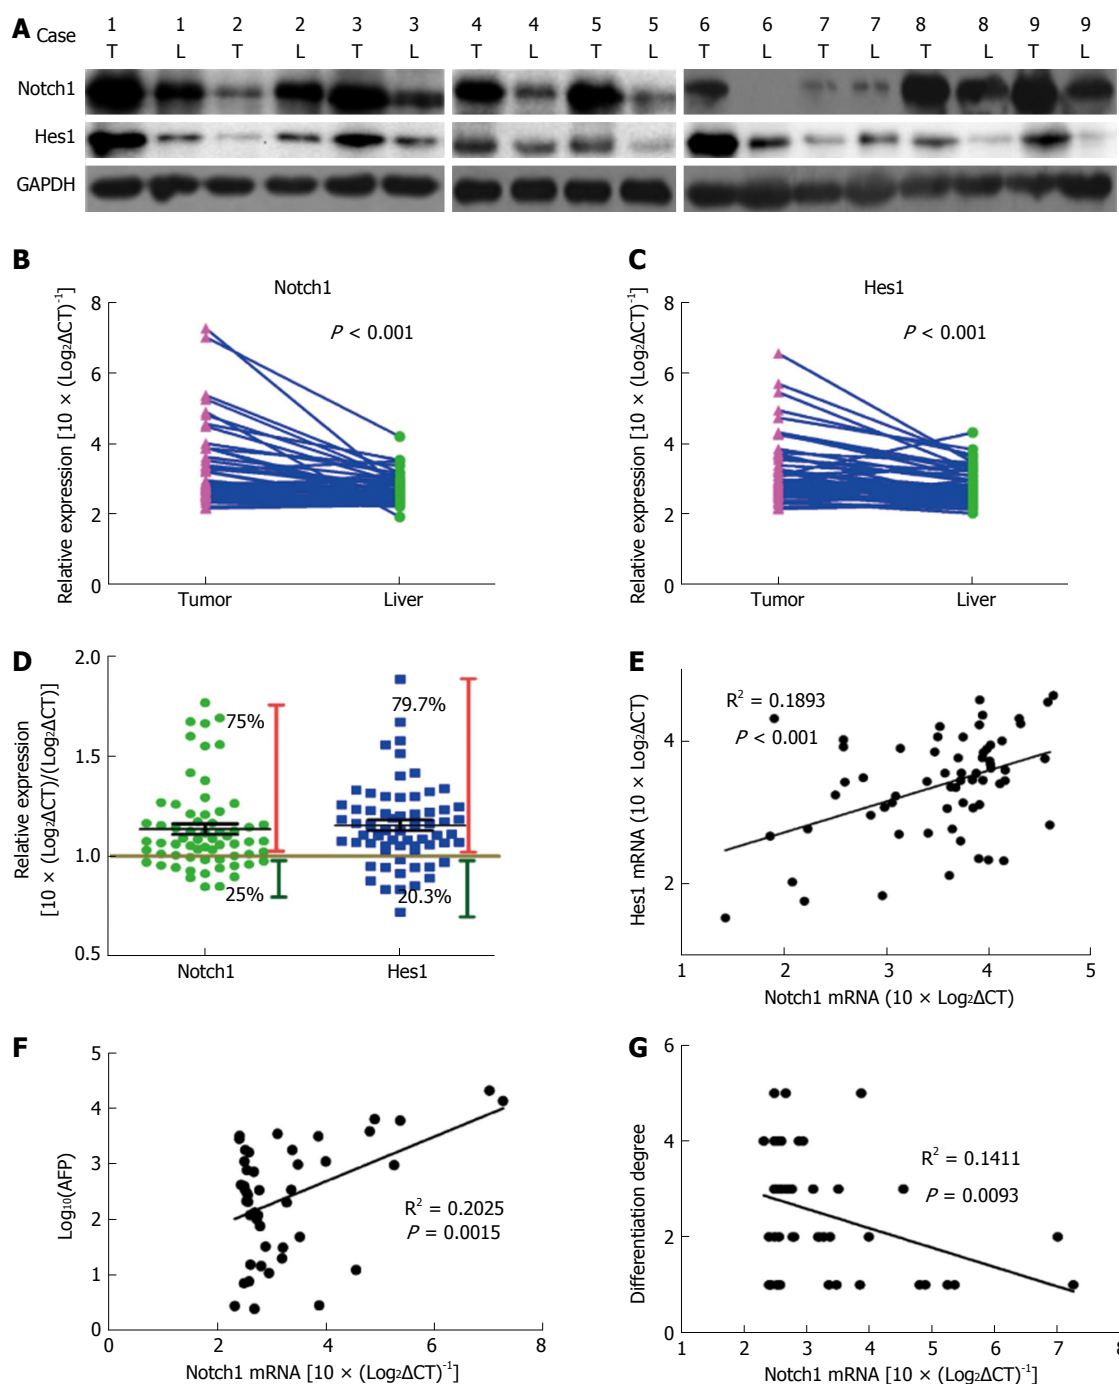 A Case 1 1 2 2 3 3 4 4 5 5 6 6 7 7 8 8 9 9
T L T L T L T L T L T L T L T L T L
Notch1
Hes1
GAPDH
B
Notch1
P < 0.001
Relative expression [10 × (Log₂ΔCT)⁻¹]
8
6
4
2
0
Tumor Liver
C
Hes1
P < 0.001
Relative expression [10 × (Log₂ΔCT)⁻¹]
8
6
4
2
0
Tumor Liver
D
Relative expression
[10 × (Log₂ΔCT)/(Log₂ΔCT)]
2.0
1.5
1.0
0.5
75%
25%
79.7%
20.3%
Notch1 Hes1
E
Hes1 mRNA (10 × Log₂ΔCT)
4
2
R² = 0.1893
P < 0.001
1 2 3 4 5
Notch1 mRNA (10 × Log₂ΔCT)
F
Log₁₀(AFP)
5
4
3
2
1
0
R² = 0.2025
P = 0.0015
0 2 4 6 8
Notch1 mRNA [10 × (Log₂ΔCT)⁻¹]
G
Differentiation degree
6
4
2
0
R² = 0.1411
P = 0.0093
1 2 3 4 5 6 7 8
Notch1 mRNA [10 × (Log₂ΔCT)⁻¹]